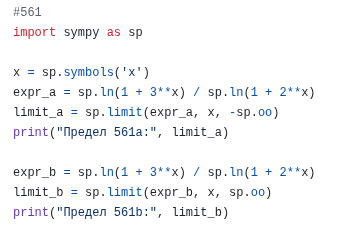 #561
import sympy as sp
x = sp.symbols('x')
expr_a = sp.ln(1 + 3**x) / sp.ln(1 + 2**x)
limit_a = sp.limit(expr_a, x, -sp.oo)
print("Предел 561a:", limit_a)
expr_b = sp.ln(1 + 3**x) / sp.ln(1 + 2**x)
limit_b = sp.limit(expr_b, x, sp.oo)
print("Предел 561b:", limit_b)